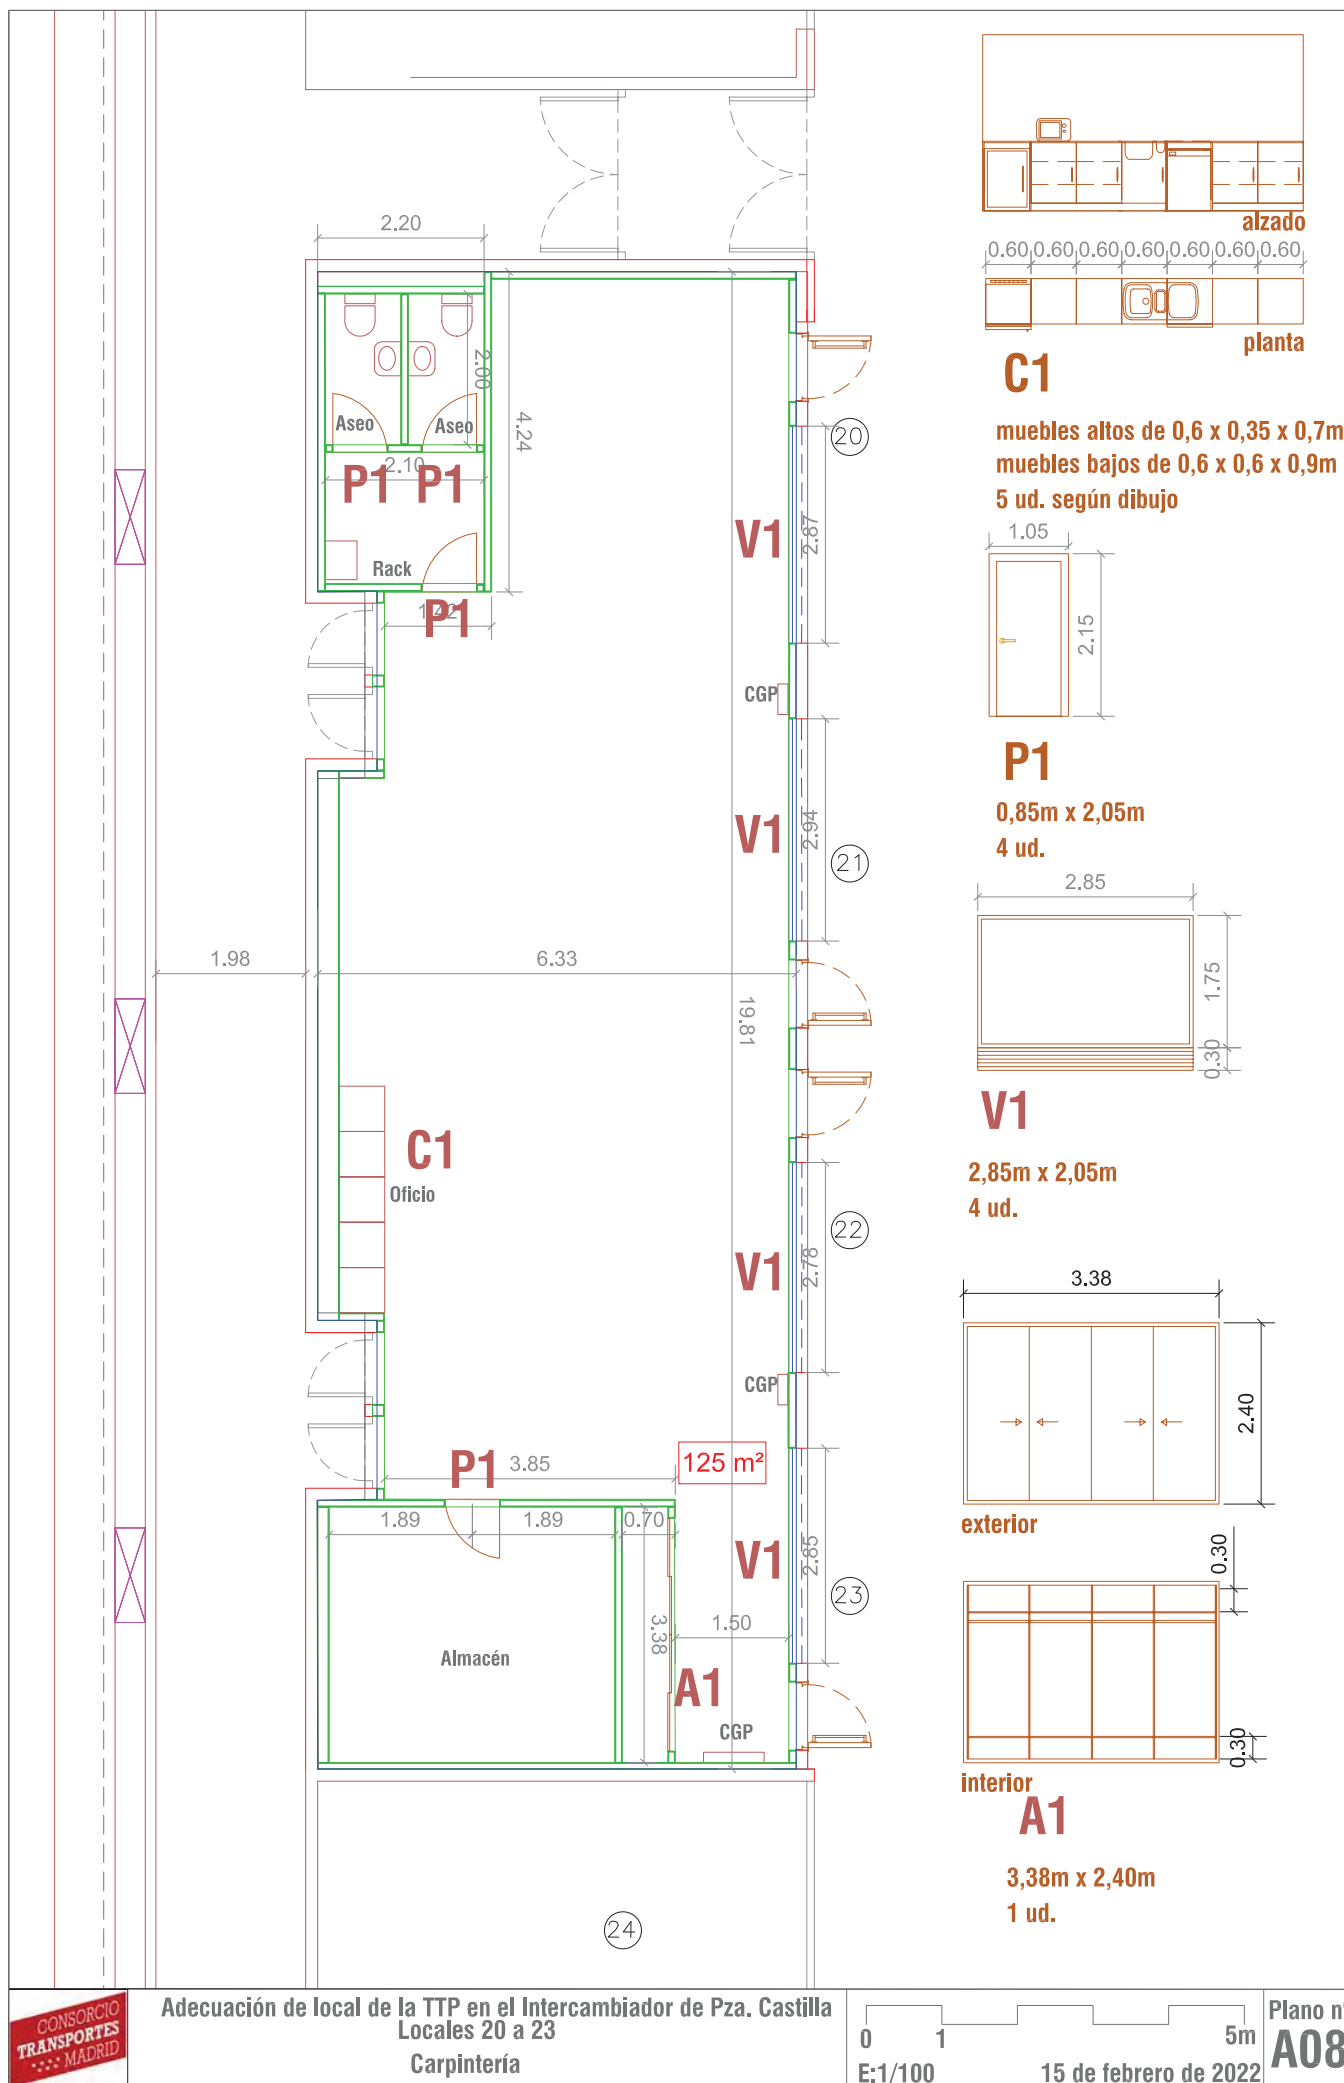 2.20
Aseo
Aseo
2.00
4.24
2.10
P1
P1
Rack
1.42
P1
20
V1
2.87
CGP
V1
2.94
21
1.98
6.33
19.81
C1
Oficio
22
V1
2.78
CGP
125 m²
P1
3.85
1.89
1.89
0.70
V1
2.85
23
3.38
1.50
Almacén
A1
CGP
24
alzado
0.60
0.60
0.60
0.60
0.60
0.60
0.60
planta
C1
muebles altos de 0,6 x 0,35 x 0,7m
muebles bajos de 0,6 x 0,6 x 0,9m
5 ud. según dibujo
1.05
2.15
P1
0,85m x 2,05m
4 ud.
2.85
1.75
0.30
V1
2,85m x 2,05m
4 ud.
3.38
2.40
exterior
0.30
0.30
interior
A1
3,38m x 2,40m
1 ud.
CONSORCIO
TRANSPORTES
MADRID
Adecuación de local de la TTP en el Intercambiador de Pza. Castilla
Locales 20 a 23
Carpintería
0 1 5m
E:1/100 15 de febrero de 2022
Plano nº
A08